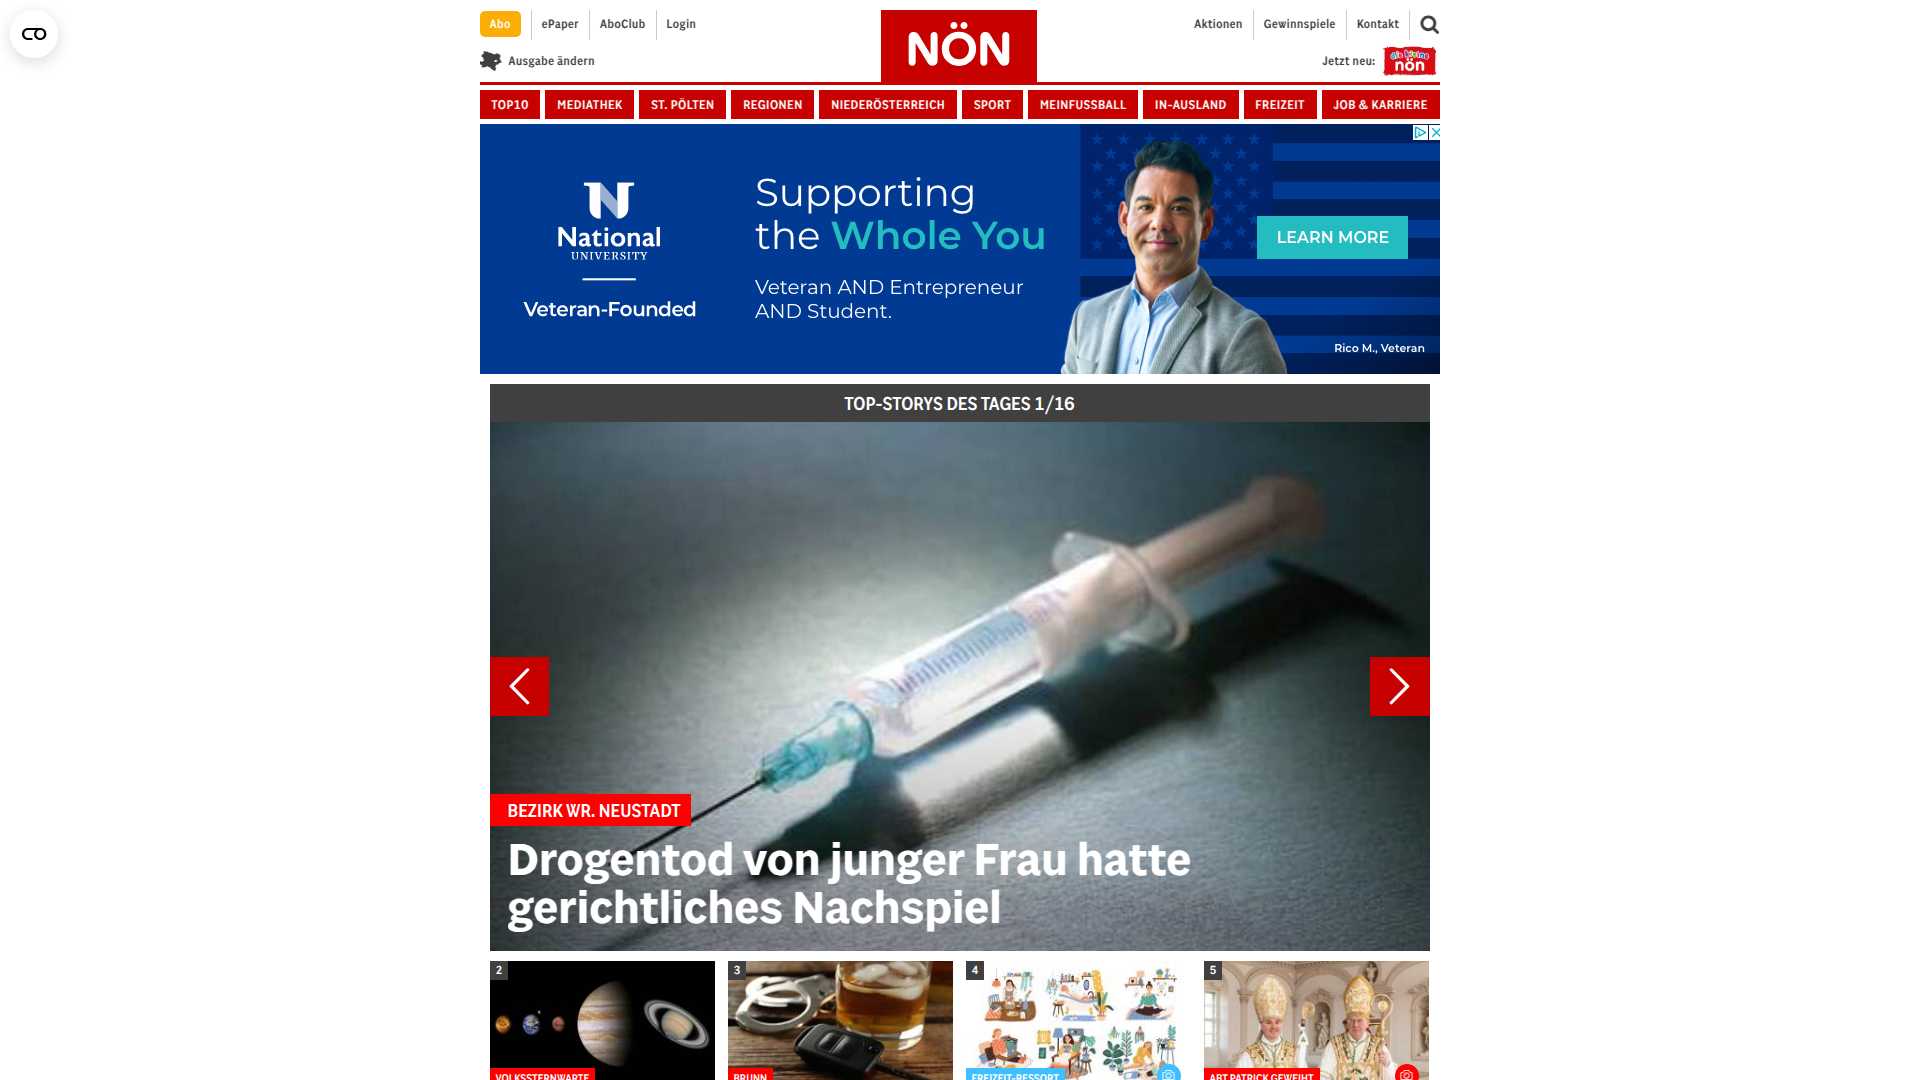 Abo
ePaper
AboClub
Login
NÖN
Aktionen
Gewinnspiele
Kontakt
Ausgabe ändern
Jetzt neu:
die kleine
nön
TOP10
MEDIATHEK
ST. PÖLTEN
REGIONEN
NIEDERÖSTERREICH
SPORT
MEINFUSSBALL
IN-AUSLAND
FREIZEIT
JOB & KARRIERE
National
UNIVERSITY
Veteran-Founded
Supporting
the Whole You
Veteran AND Entrepreneur
AND Student.
LEARN MORE
Rico M., Veteran
TOP-STORYS DES TAGES 1/16
BEZIRK WR. NEUSTADT
Drogentod von junger Frau hatte
gerichtliches Nachspiel
2
3
4
5
VOLKSSTERNWARTE
BRUNN
FREIZEIT-RESSORT
ABT PATRICK GEWEIHT